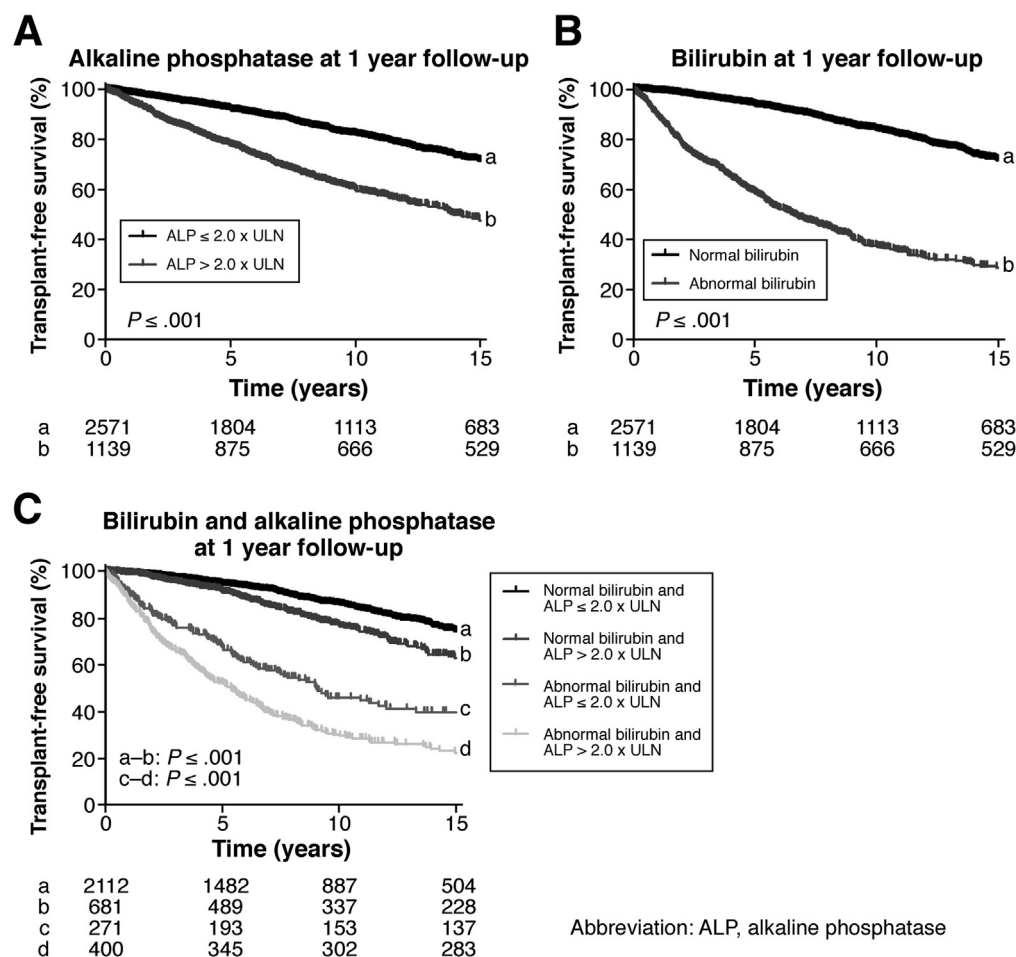 A
Alkaline phosphatase at 1 year follow-up
Transplant-free survival (%)
100
80
60
40
20
0
a
b
ALP ≤ 2.0 x ULN
ALP > 2.0 x ULN
P ≤ .001
0 5 10 15
Time (years)
a 2571 1804 1113 683
b 1139 875 666 529
B
Bilirubin at 1 year follow-up
Transplant-free survival (%)
100
80
60
40
20
0
a
b
Normal bilirubin
Abnormal bilirubin
P ≤ .001
0 5 10 15
Time (years)
a 2571 1804 1113 683
b 1139 875 666 529
C
Bilirubin and alkaline phosphatase
at 1 year follow-up
Transplant-free survival (%)
100
80
60
40
20
0
a
b
c
d
a–b: P ≤ .001
c–d: P ≤ .001
0 5 10 15
Time (years)
Normal bilirubin and
ALP ≤ 2.0 x ULN
Normal bilirubin and
ALP > 2.0 x ULN
Abnormal bilirubin and
ALP ≤ 2.0 x ULN
Abnormal bilirubin and
ALP > 2.0 x ULN
a 2112 1482 887 504
b 681 489 337 228
c 271 193 153 137
d 400 345 302 283
Abbreviation: ALP, alkaline phosphatase